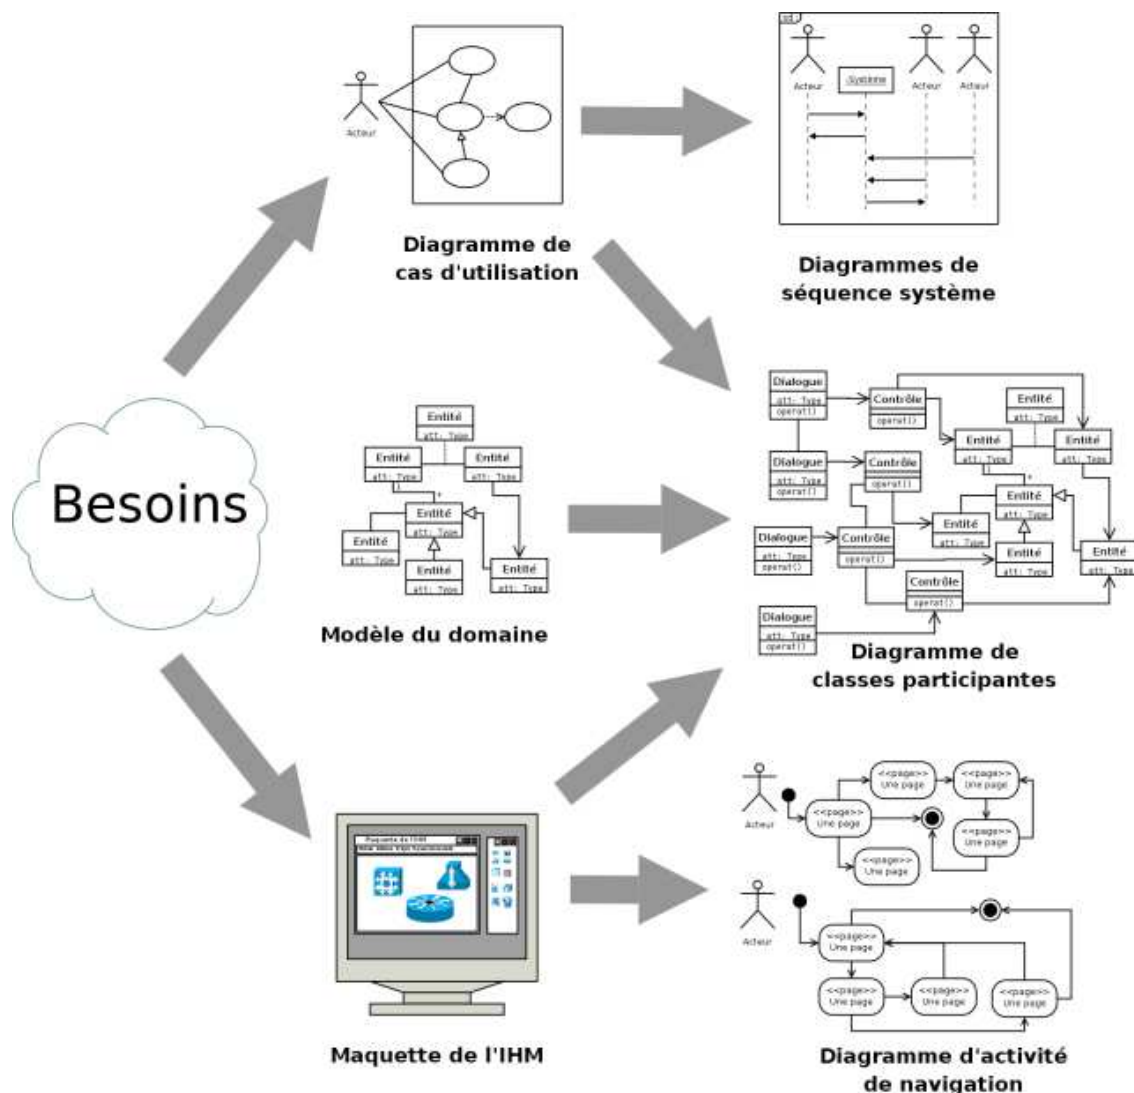 sd
Acteur
:Système
Acteur
Acteur
Acteur
Diagramme de
cas d'utilisation
Diagrammes de
séquence système
Besoins
Entité
att: Type
Entité
att: Type
Entité
att: Type
1
*
Entité
att: Type
Entité
att: Type
Entité
att: Type
Entité
att: Type
Modèle du domaine
Dialogue
att: Type
operat()
Contrôle
operat()
Entité
att: Type
Entité
att: Type
Entité
att: Type
Dialogue
att: Type
operat()
Contrôle
operat()
1
*
Entité
att: Type
Entité
att: Type
Dialogue
att: Type
operat()
Contrôle
operat()
Entité
att: Type
Entité
att: Type
Contrôle
operat()
Dialogue
att: Type
operat()
Diagramme de
classes participantes
Maquette de l'IHM
Maquette de l'IHM
Acteur
<<page>>
Une page
<<page>>
Une page
<<page>>
Une page
<<page>>
Une page
<<page>>
Une page
Acteur
<<page>>
Une page
<<page>>
Une page
<<page>>
Une page
<<page>>
Une page
Diagramme d'activité
de navigation